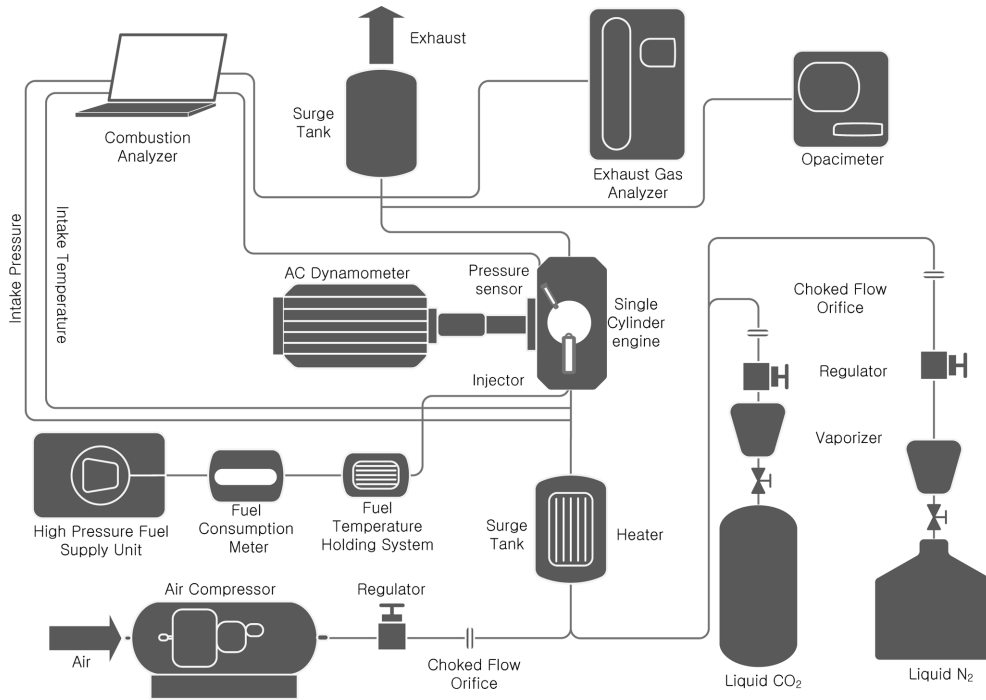 Exhaust
Surge
Tank
Combustion
Analyzer
Exhaust Gas
Analyzer
Opacimeter
Intake Pressure
Intake Temperature
AC Dynamometer
Pressure
sensor
Single
Cylinder
engine
Injector
Choked Flow
Orifice
Regulator
Vaporizer
High Pressure Fuel
Supply Unit
Fuel
Consumption
Meter
Fuel
Temperature
Holding System
Surge
Tank
Heater
Air Compressor
Regulator
Air
Choked Flow
Orifice
Liquid CO₂
Liquid N₂